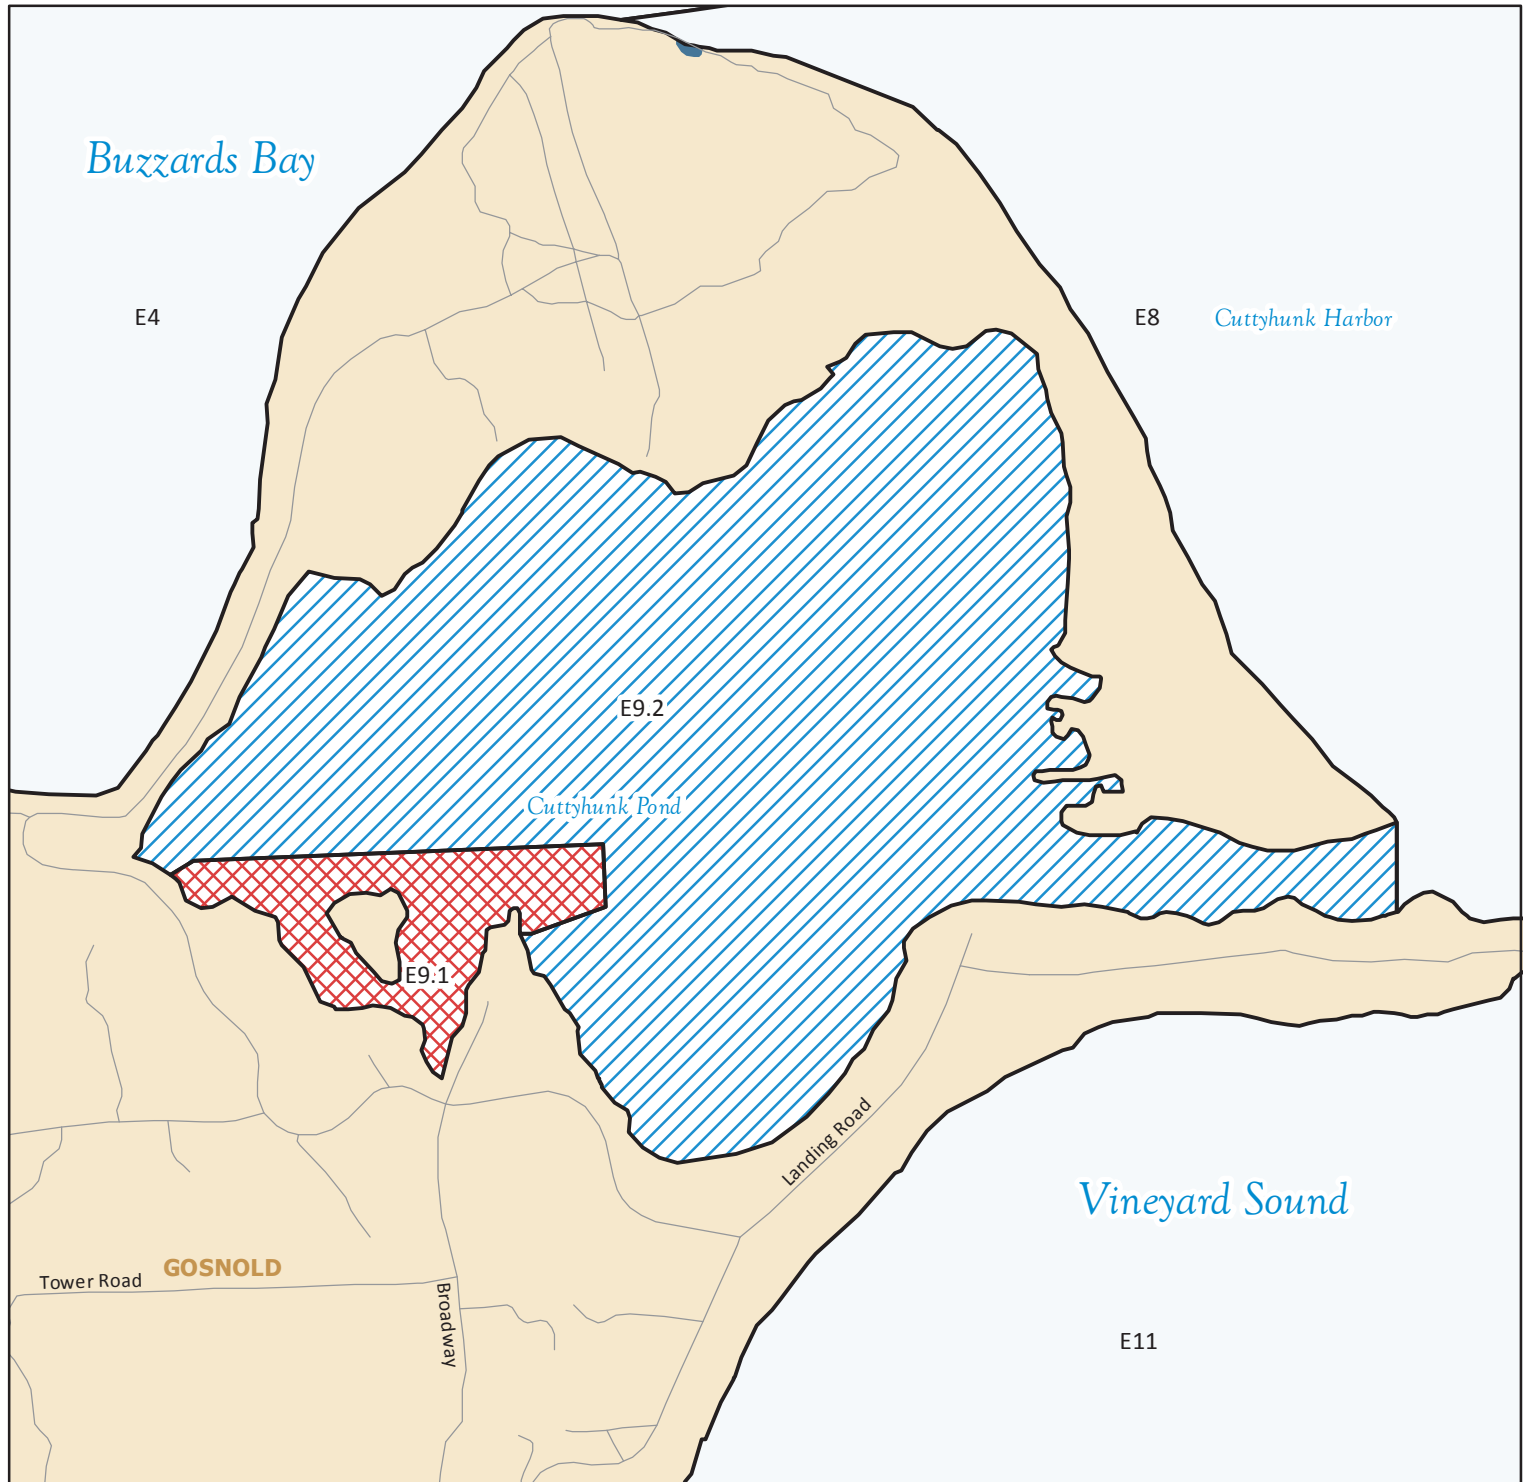 Buzzards Bay
E4
E8
Cuttyhunk Harbor
E9.2
Cuttyhunk Pond
E9.1
Landing Road
Vineyard Sound
GOSNOLD
Tower Road
Broadway
E11